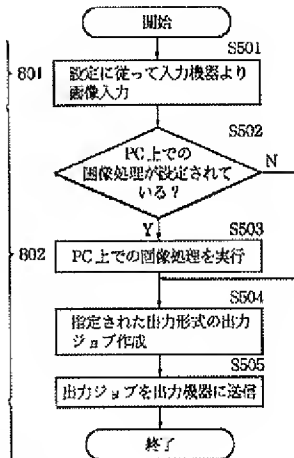 開始
S501
801
設定に従って入力機器より
画像入力
S502
PC上での
画像処理が設定されて
いる?
N
Y
S503
802
PC上での画像処理を実行
S504
指定された出力形式の出力
ジョブ作成
S505
出力ジョブを出力機器に送信
終了